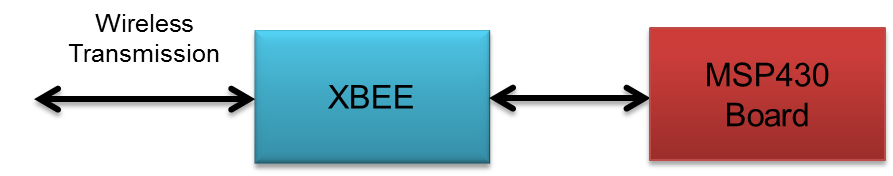 Wireless
Transmission
XBEE
MSP430
Board